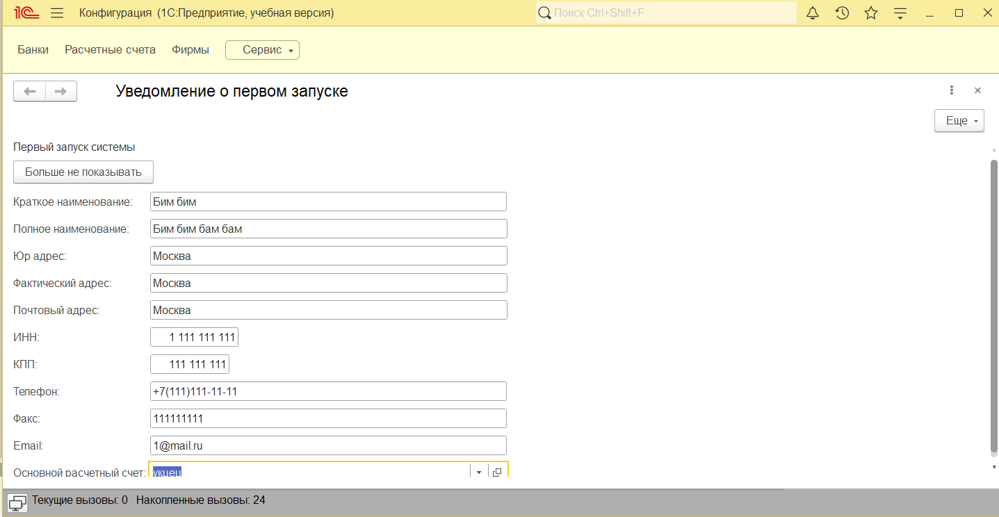 1С Конфигурация (1С:Предприятие, учебная версия) Поиск Ctrl+Shift+F
Банки Расчетные счета Фирмы Сервис
Уведомление о первом запуске
Еще
Первый запуск системы
Больше не показывать
Краткое наименование: Бим бим
Полное наименование: Бим бим бам бам
Юр адрес: Москва
Фактический адрес: Москва
Почтовый адрес: Москва
ИНН: 1 111 111 111
КПП: 111 111 111
Телефон: +7(111)111-11-11
Факс: 111111111
Email: 1@mail.ru
Основной расчетный счет:
Текущие вызовы: 0 Накопленные вызовы: 24